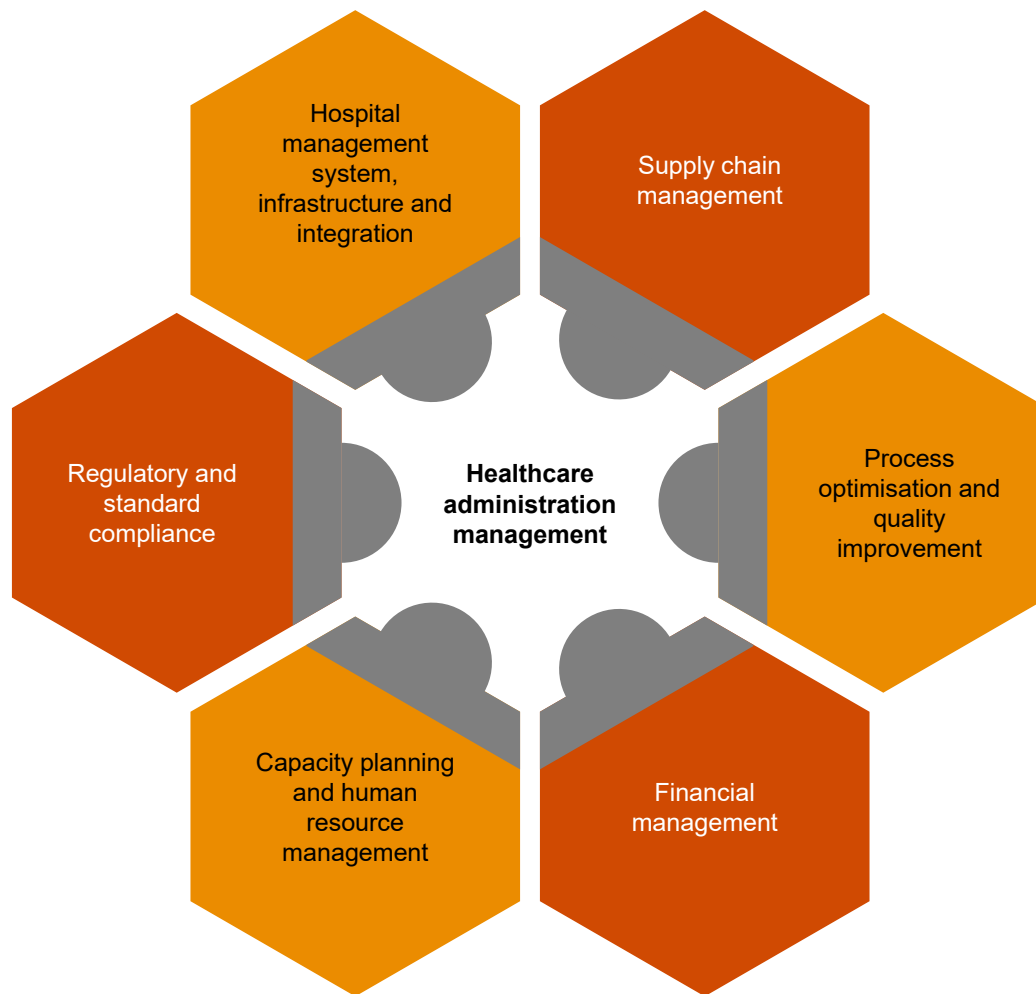 Hospital
management
system,
infrastructure and
integration
Supply chain
management
Regulatory and
standard
compliance
Healthcare
administration
management
Process
optimisation and
quality
improvement
Capacity planning
and human
resource
management
Financial
management